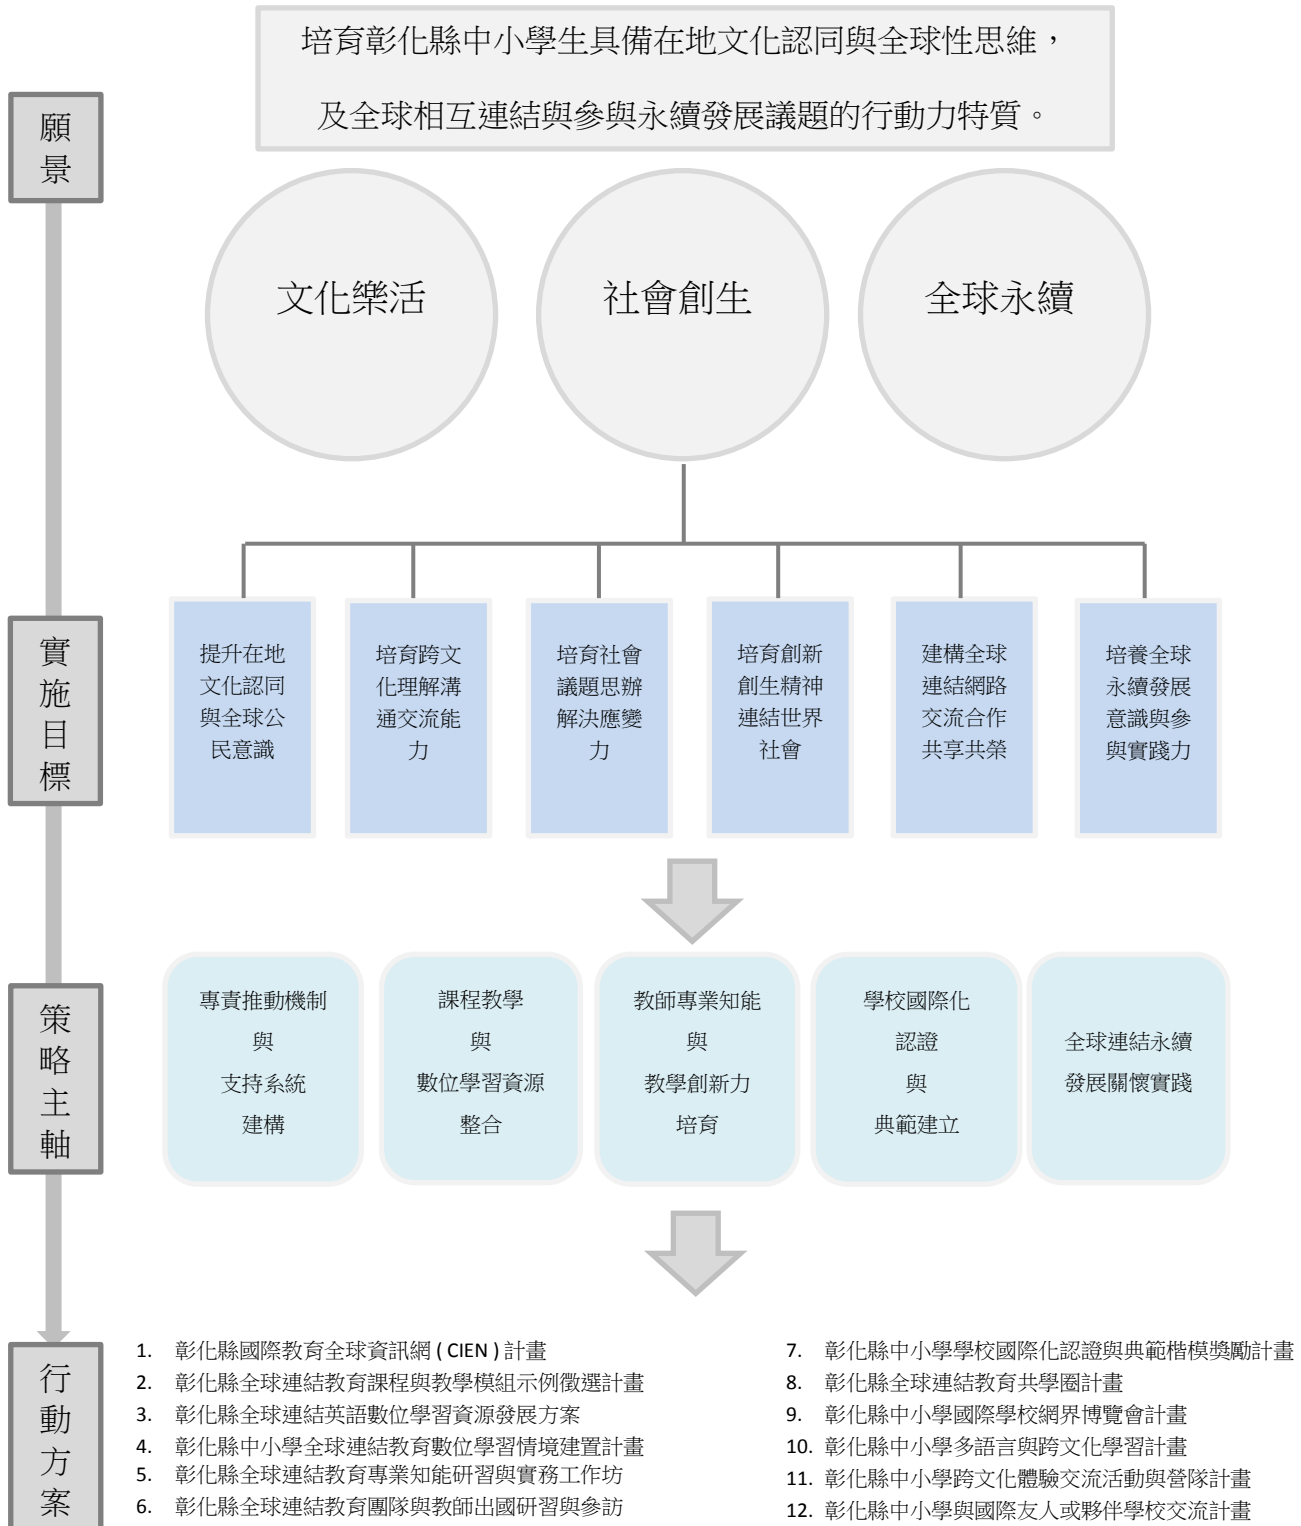 培育彰化縣中小學生具備在地文化認同與全球性思維，
及全球相互連結與參與永續發展議題的行動力特質。
願
景
文化樂活
社會創生
全球永續
實
施
目
標
提升在地
文化認同
與全球公
民意識
培育跨文
化理解溝
通交流能
力
培育社會
議題思辦
解決應變
力
培育創新
創生精神
連結世界
社會
建構全球
連結網路
交流合作
共享共榮
培養全球
永續發展
意識與參
與實踐力
策
略
主
軸
專責推動機制
與
支持系統
建構
課程教學
與
數位學習資源
整合
教師專業知能
與
教學創新力
培育
學校國際化
認證
與
典範建立
全球連結永續
發展關懷實踐
行
動
方
案
1. 彰化縣國際教育全球資訊網 ( CIEN ) 計畫
2. 彰化縣全球連結教育課程與教學模組示例徵選計畫
3. 彰化縣全球連結英語數位學習資源發展方案
4. 彰化縣中小學全球連結教育數位學習情境建置計畫
5. 彰化縣全球連結教育專業知能研習與實務工作坊
6. 彰化縣全球連結教育團隊與教師出國研習與參訪
7. 彰化縣中小學學校國際化認證與典範楷模獎勵計畫
8. 彰化縣全球連結教育共學圈計畫
9. 彰化縣中小學國際學校網界博覽會計畫
10. 彰化縣中小學多語言與跨文化學習計畫
11. 彰化縣中小學跨文化體驗交流活動與營隊計畫
12. 彰化縣中小學與國際友人或夥伴學校交流計畫